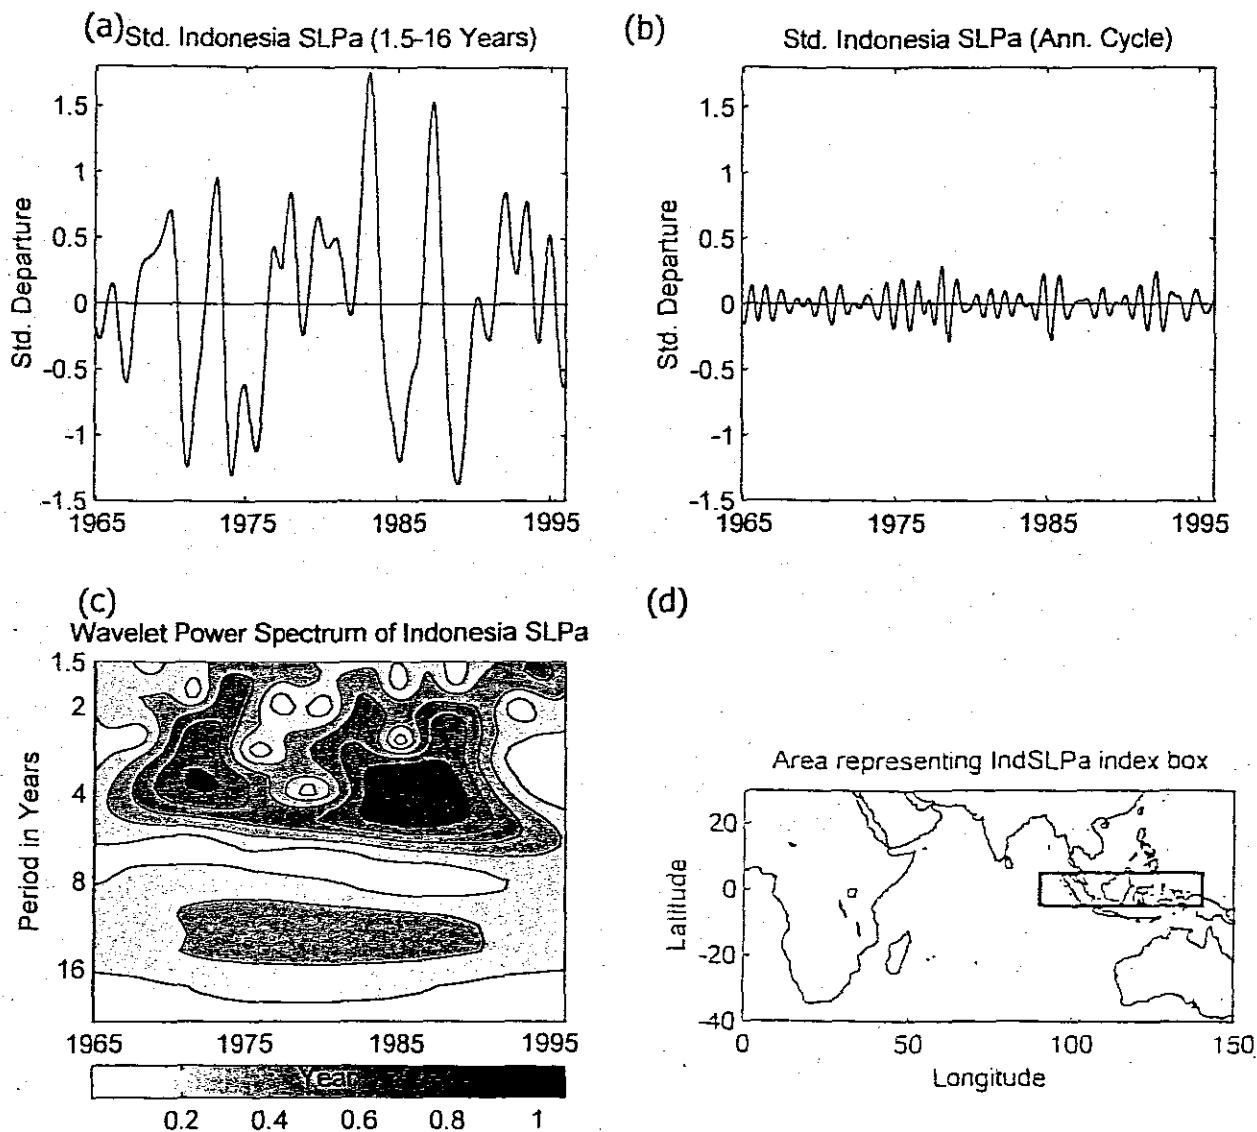 (a) Std. Indonesia SLPa (1.5-16 Years)
Std. Departure
1.5
1
0.5
0
-0.5
-1
-1.5
1965 1975 1985 1995
(b) Std. Indonesia SLPa (Ann. Cycle)
Std. Departure
1.5
1
0.5
0
-0.5
-1
-1.5
1965 1975 1985 1995
(c)
Wavelet Power Spectrum of Indonesia SLPa
Period in Years
1.5
2
4
8
16
1965 1975 1985 1995
Year
0.2 0.4 0.6 0.8 1
(d)
Area representing IndSLPa index box
Latitude
20
0
-20
-40
0 50 100 150
Longitude